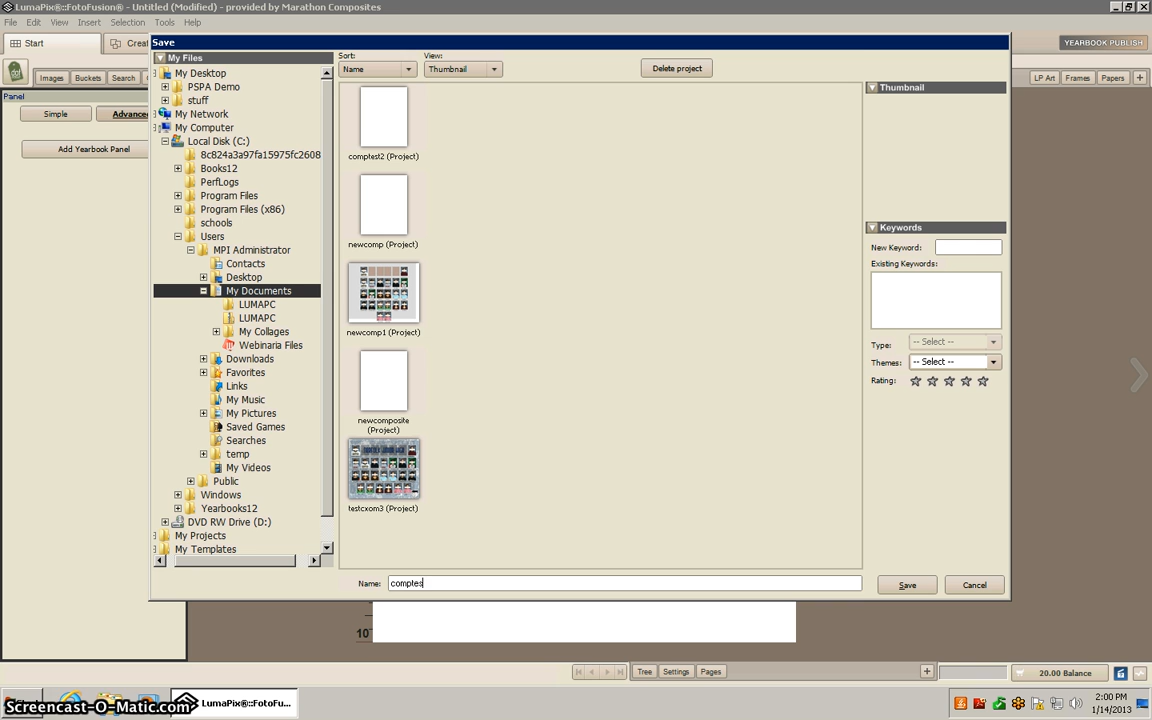 LumaPix®::FotoFusion® - Untitled (Modified) - provided by Marathon Composites
File Edit View Insert Selection Tools Help
Start
Creat
YEARBOOK PUBLISH
Images Buckets Search
LP Art Frames Papers +
Panel
Simple Advanced
Add Yearbook Panel
Save
My Files
My Desktop
PSPA Demo
stuff
My Network
My Computer
Local Disk (C:)
8c824a3a97fa15975fc2608
Books12
PerfLogs
Program Files
Program Files (x86)
schools
Users
MPI Administrator
Contacts
Desktop
My Documents
LUMAPC
LUMAPC
My Collages
Webinaria Files
Downloads
Favorites
Links
My Music
My Pictures
Saved Games
Searches
temp
My Videos
Public
Windows
Yearbooks12
DVD RW Drive (D:)
My Projects
My Templates
Sort:
Name
View:
Thumbnail
Delete project
comptest2 (Project)
newcomp (Project)
newcomp1 (Project)
newcomposite
(Project)
testcxom3 (Project)
Name: comptes
Save Cancel
Thumbnail
Keywords
New Keyword:
Existing Keywords:
Type: -- Select --
Themes: -- Select --
Rating:
10
Tree Settings Pages
+
20.00 Balance
LumaPix®::FotoFu...
2:00 PM
1/14/2013
Screencast-O-Matic.com